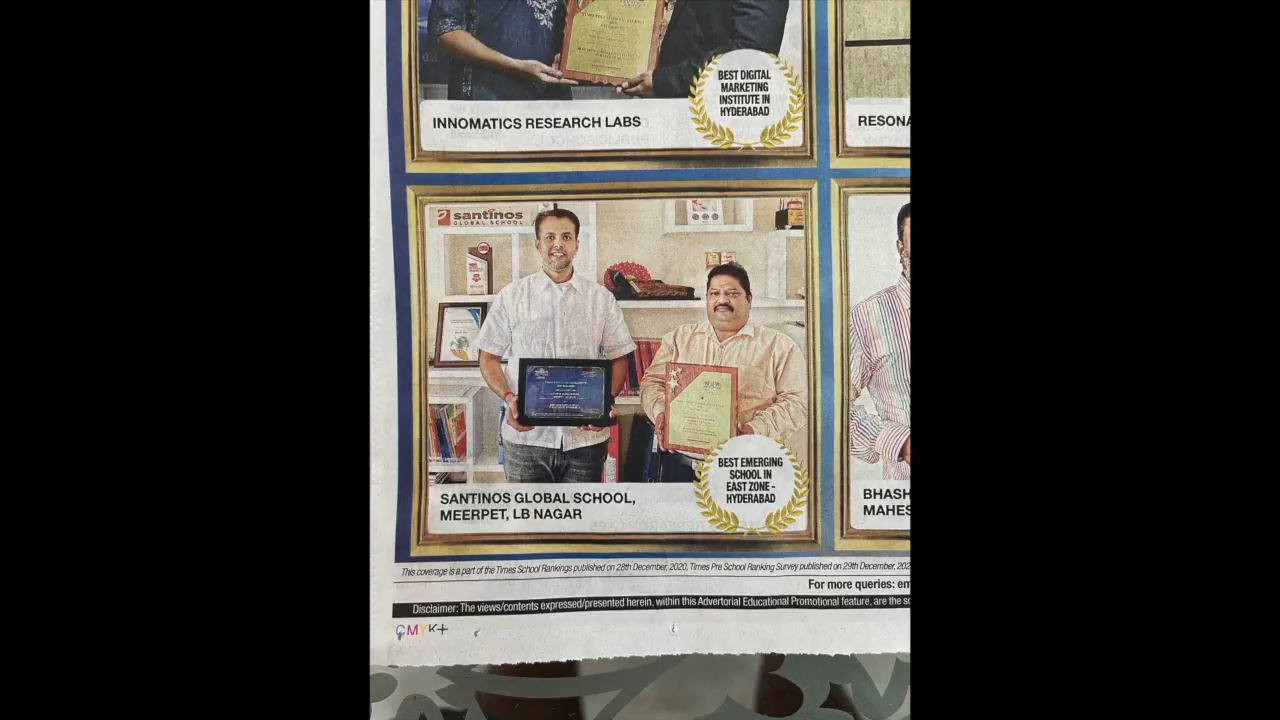 BEST DIGITAL
MARKETING
INSTITUTE IN
HYDERABAD
INNOMATICS RESEARCH LABS
RESONA
santinos
GLOBAL SCHOOL
BEST EMERGING
SCHOOL IN
EAST ZONE -
HYDERABAD
SANTINOS GLOBAL SCHOOL,
MEERPET, LB NAGAR
BHASH
MAHES
This coverage is a part of the Times School Rankings published on 28th December, 2020, Times Pre School Ranking Survey published on 29th December, 202
For more queries: em
Disclaimer: The views/contents expressed/presented herein, within this Advertorial Educational Promotional feature, are the so
CMYK+